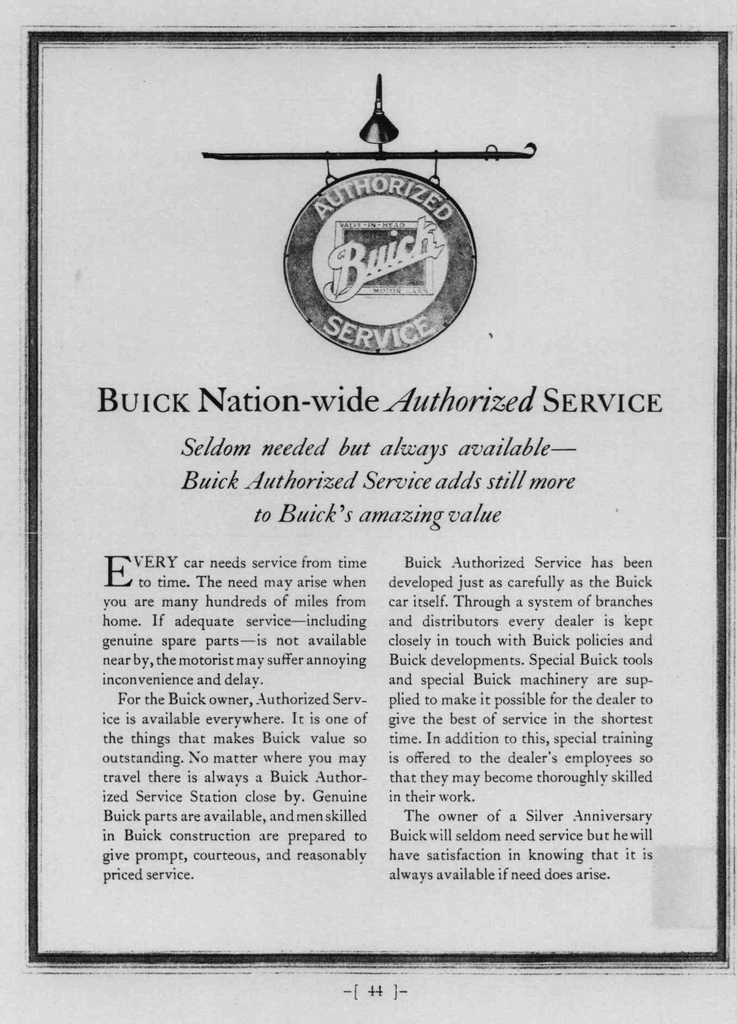 AUTHORIZED
VALVE-IN-HEAD
Buick
MOTOR CARS
SERVICE
BUICK Nation-wide Authorized SERVICE
Seldom needed but always available—
Buick Authorized Service adds still more
to Buick's amazing value
EVERY car needs service from time
to time. The need may arise when
you are many hundreds of miles from
home. If adequate service—including
genuine spare parts—is not available
near by, the motorist may suffer annoying
inconvenience and delay.
For the Buick owner, Authorized Serv-
ice is available everywhere. It is one of
the things that makes Buick value so
outstanding. No matter where you may
travel there is always a Buick Author-
ized Service Station close by. Genuine
Buick parts are available, and men skilled
in Buick construction are prepared to
give prompt, courteous, and reasonably
priced service.
Buick Authorized Service has been
developed just as carefully as the Buick
car itself. Through a system of branches
and distributors every dealer is kept
closely in touch with Buick policies and
Buick developments. Special Buick tools
and special Buick machinery are sup-
plied to make it possible for the dealer to
give the best of service in the shortest
time. In addition to this, special training
is offered to the dealer's employees so
that they may become thoroughly skilled
in their work.
The owner of a Silver Anniversary
Buick will seldom need service but he will
have satisfaction in knowing that it is
always available if need does arise.
-[ 44 ]-